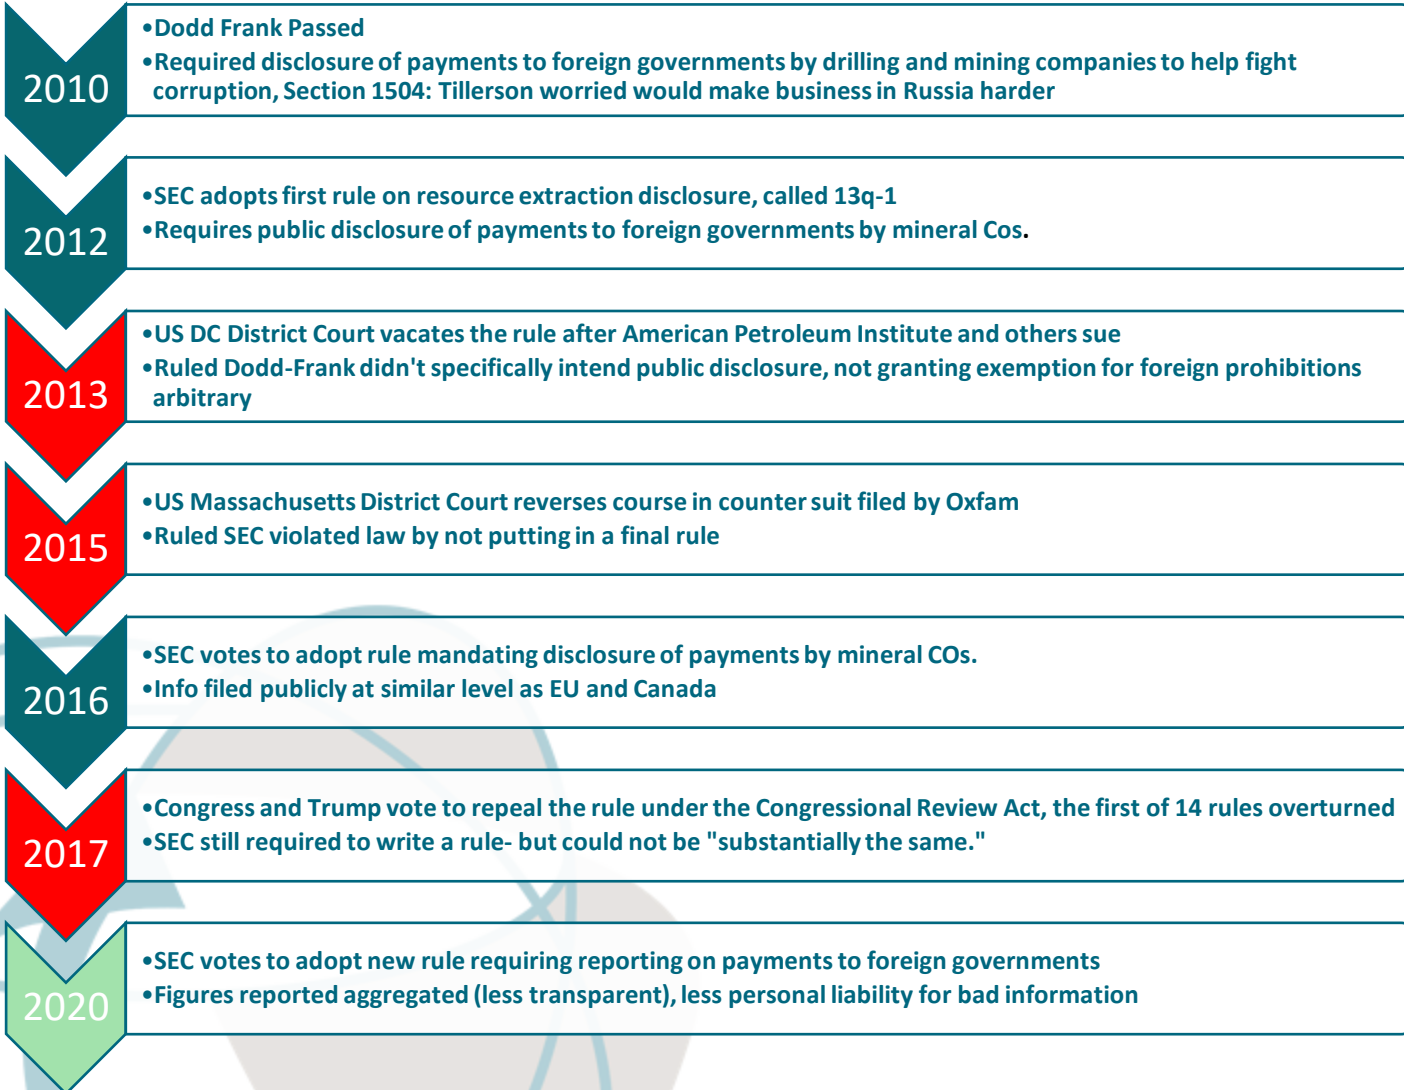 2010
•Dodd Frank Passed
•Required disclosure of payments to foreign governments by drilling and mining companies to help fight
corruption, Section 1504: Tillerson worried would make business in Russia harder
2012
•SEC adopts first rule on resource extraction disclosure, called 13q-1
•Requires public disclosure of payments to foreign governments by mineral Cos.
2013
•US DC District Court vacates the rule after American Petroleum Institute and others sue
•Ruled Dodd-Frank didn't specifically intend public disclosure, not granting exemption for foreign prohibitions
arbitrary
2015
•US Massachusetts District Court reverses course in counter suit filed by Oxfam
•Ruled SEC violated law by not putting in a final rule
2016
•SEC votes to adopt rule mandating disclosure of payments by mineral COs.
•Info filed publicly at similar level as EU and Canada
2017
•Congress and Trump vote to repeal the rule under the Congressional Review Act, the first of 14 rules overturned
•SEC still required to write a rule- but could not be "substantially the same."
2020
•SEC votes to adopt new rule requiring reporting on payments to foreign governments
•Figures reported aggregated (less transparent), less personal liability for bad information